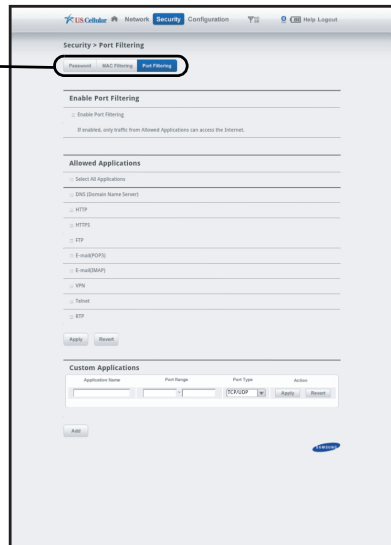 US Cellular Network Security Configuration Help Logout
Security > Port Filtering
Password MAC Filtering Port Filtering
Enable Port Filtering
Enable Port Filtering
If enabled, only traffic from Allowed Applications can access the Internet.
Allowed Applications
Select All Applications
DNS (Domain Name Server)
HTTP
HTTPS
FTP
E-mail(POP3)
E-mail(IMAP)
VPN
Telnet
RTP
Apply Revert
Custom Applications
Application Name Port Range Port Type Action
- TCP/UDP Apply Revert
Add
SAMSUNG